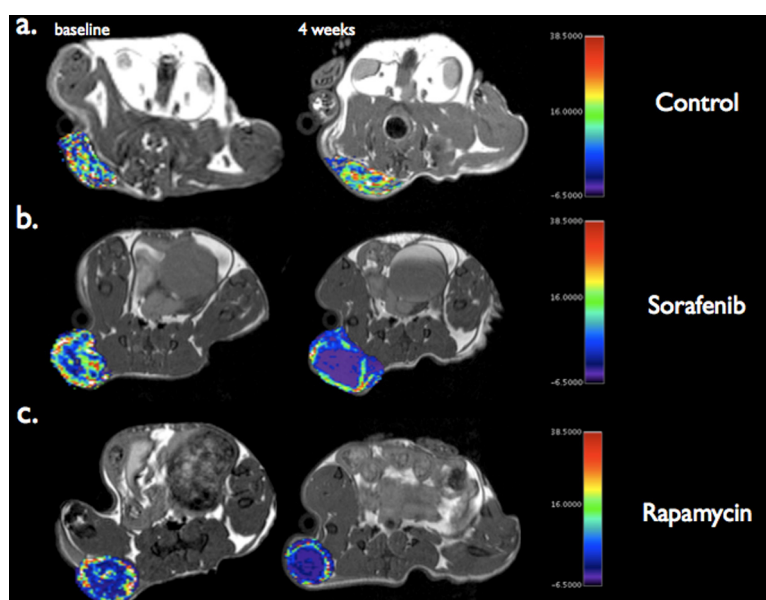 a.
baseline
4 weeks
38.5000
16.0000
-6.5000
Control
b.
38.5000
16.0000
-6.5000
Sorafenib
c.
38.5000
16.0000
-6.5000
Rapamycin